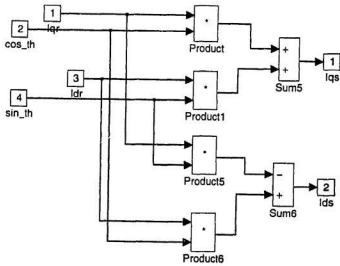 1
Iqr
2
cos_th
*
Product
+
+
Sum5
1
Iqs
3
Idr
4
sin_th
*
Product1
*
Product5
−
+
Sum6
2
Ids
*
Product6